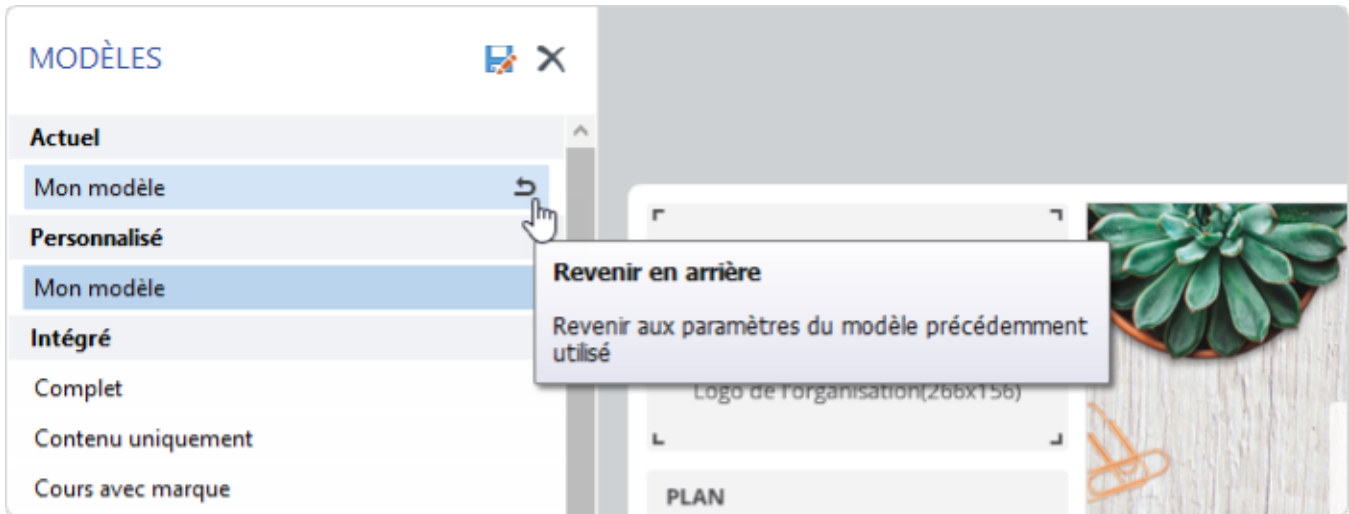 MODÈLES
Actuel
Mon modèle
Personnalisé
Mon modèle
Intégré
Complet
Contenu uniquement
Cours avec marque
Revenir en arrière
Revenir aux paramètres du modèle précédemment
utilisé
Logo de l'organisation(266x156)
PLAN